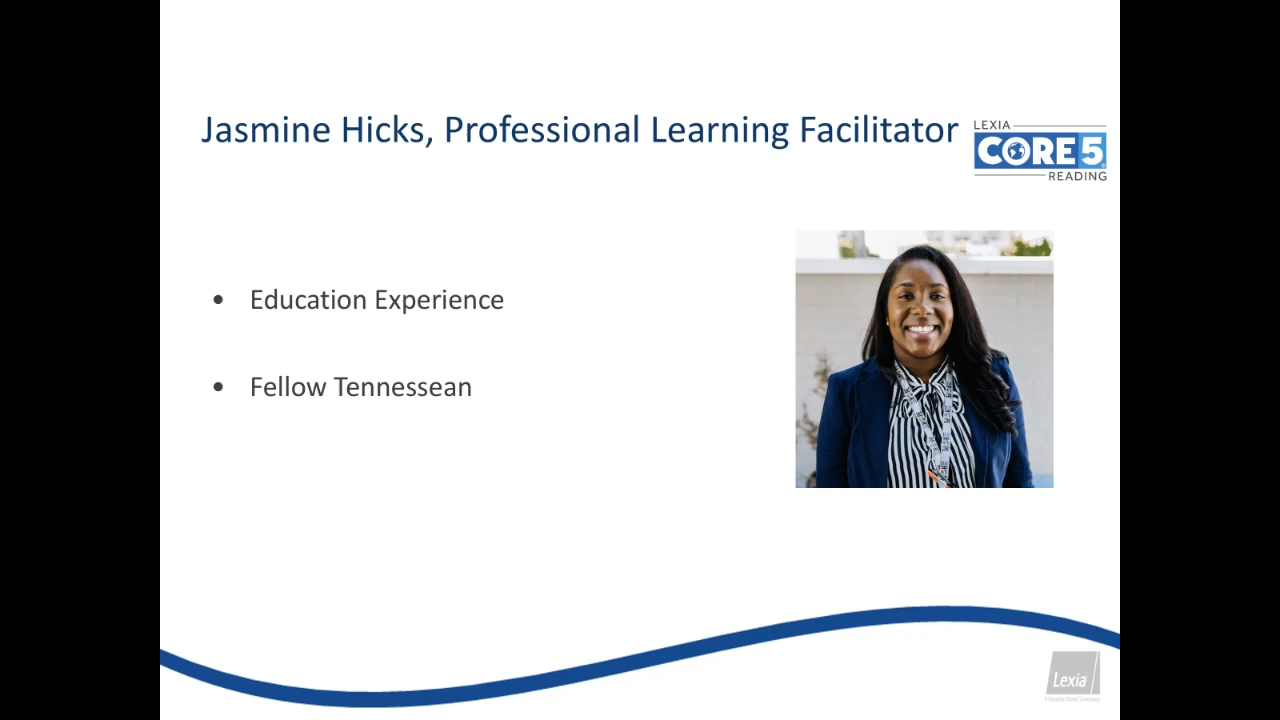 Jasmine Hicks, Professional Learning Facilitator
LEXIA
CORE5
READING
• Education Experience
• Fellow Tennessean
Lexia